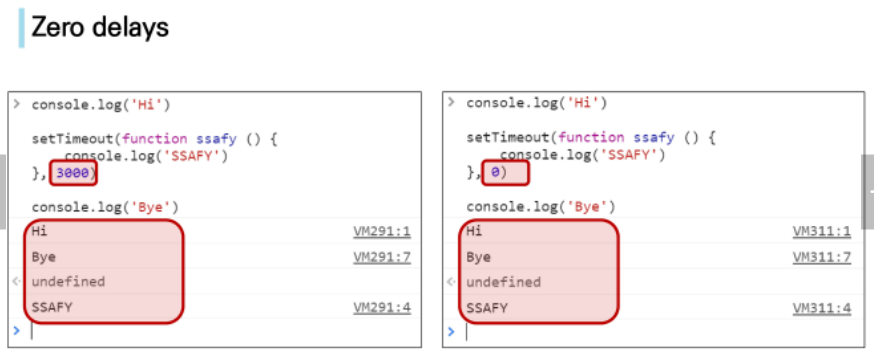 Zero delays
> console.log('Hi')
setTimeout(function ssafy () {
console.log('SSAFY')
}, 3000)
console.log('Bye')
Hi VM291:1
Bye VM291:7
undefined
SSAFY VM291:4
>
> console.log('Hi')
setTimeout(function ssafy () {
console.log('SSAFY')
}, 0)
console.log('Bye')
Hi VM311:1
Bye VM311:7
undefined
SSAFY VM311:4
>